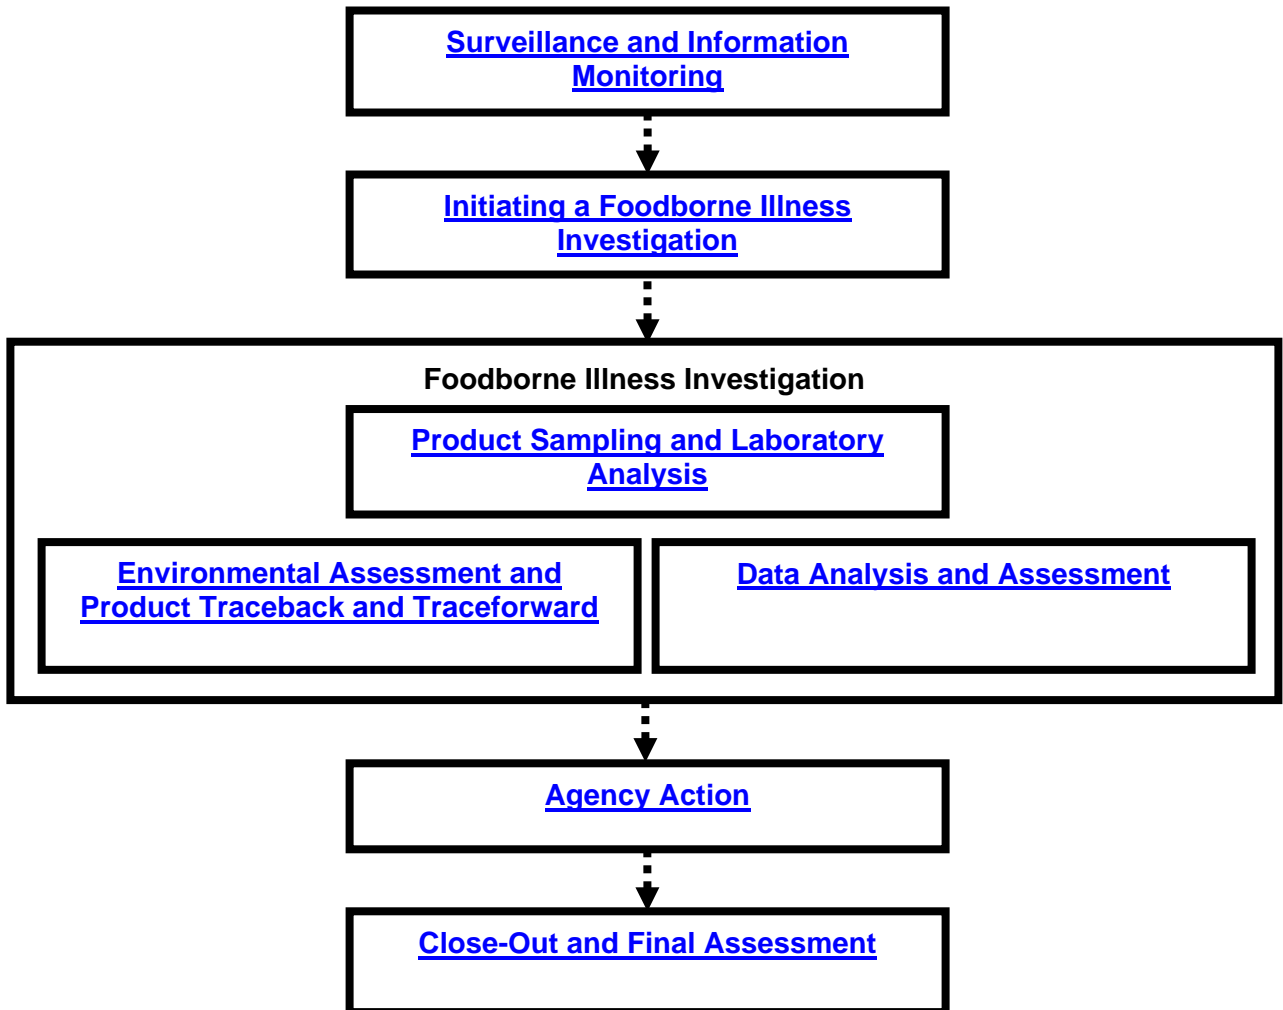 Surveillance and Information
Monitoring
Initiating a Foodborne Illness
Investigation
Foodborne Illness Investigation
Product Sampling and Laboratory
Analysis
Environmental Assessment and
Product Traceback and Traceforward
Data Analysis and Assessment
Agency Action
Close-Out and Final Assessment